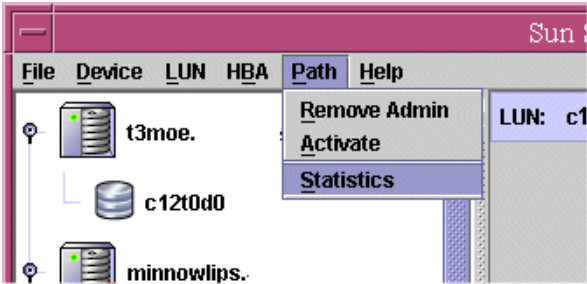 Sun
File Device LUN HBA Path Help
Remove Admin
Activate
Statistics
LUN: c1
t3moe.
c12t0d0
minnowlips.